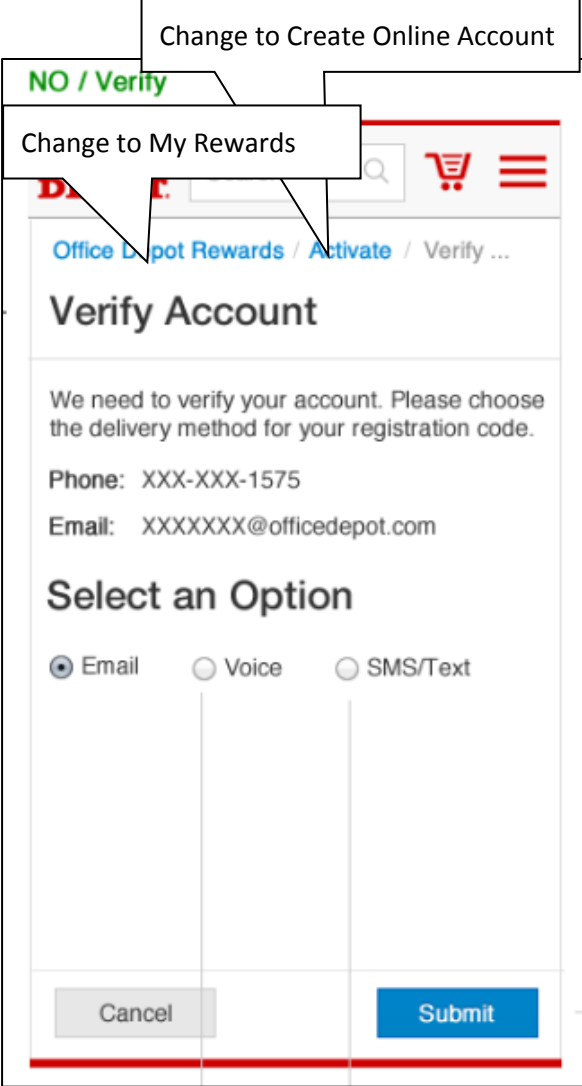 Change to Create Online Account
NO / Verify
Change to My Rewards
Office Depot Rewards / Activate / Verify ...
Verify Account
We need to verify your account. Please choose
the delivery method for your registration code.
Phone: XXX-XXX-1575
Email: XXXXXXX@officedepot.com
Select an Option
Email Voice SMS/Text
Cancel Submit